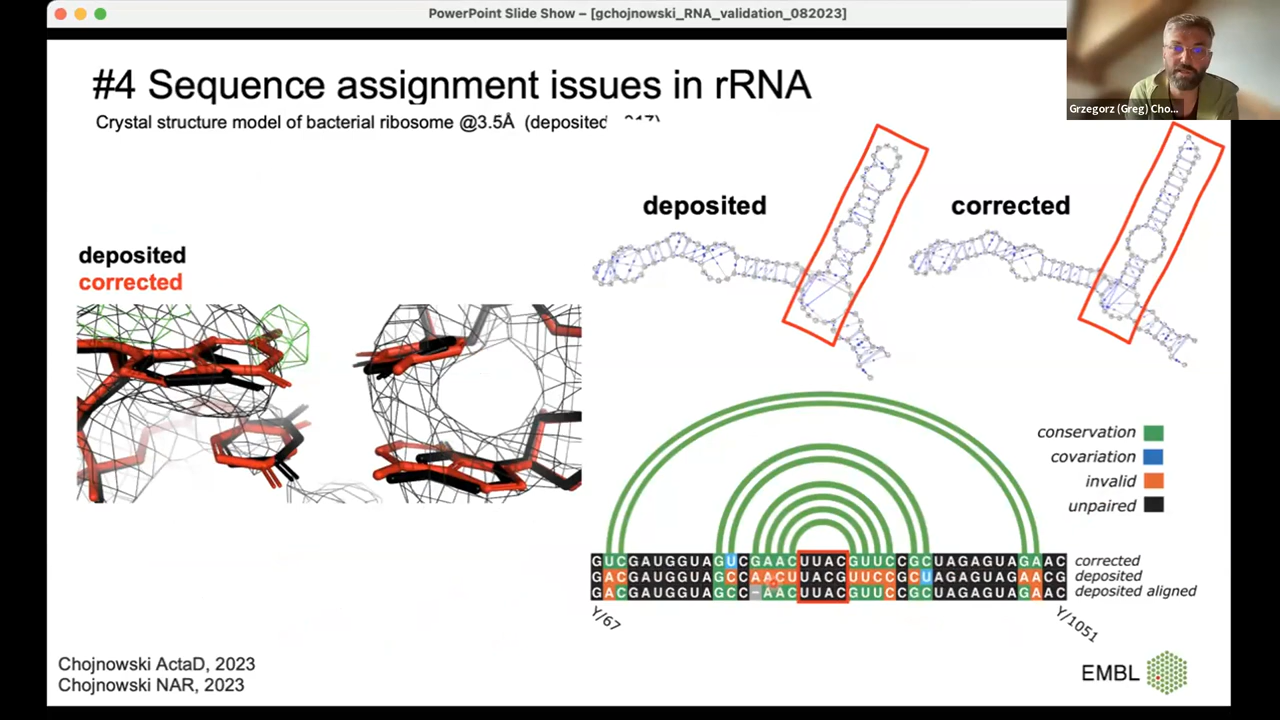 PowerPoint Slide Show – [gchojnowski_RNA_validation_082023]
Grzegorz (Greg) Cho...
#4 Sequence assignment issues in rRNA
Crystal structure model of bacterial ribosome @3.5Å (deposited
deposited
corrected
deposited
corrected
conservation
covariation
invalid
unpaired
GUCGAUGGUAGUCGAACUUACGUUCCGCUAGAGUAGAAC corrected
GACGAUGGUAGCCAACUUACGUUCCGCUAGAGUAGAACG deposited
GACGAUGGUAGCC-AACUUACGUUCCGCUAGAGUAGAAC deposited aligned
Y/67
Y/1051
Chojnowski ActaD, 2023
Chojnowski NAR, 2023
EMBL